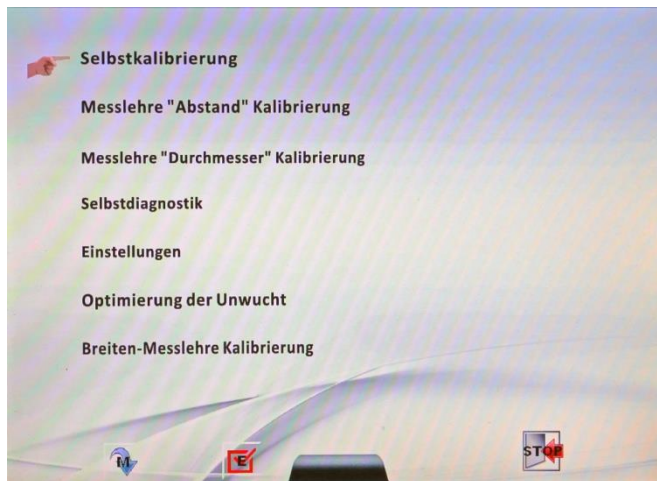 Selbstkalibrierung
Messlehre "Abstand" Kalibrierung
Messlehre "Durchmesser" Kalibrierung
Selbstdiagnostik
Einstellungen
Optimierung der Unwucht
Breiten-Messlehre Kalibrierung
M E STOP